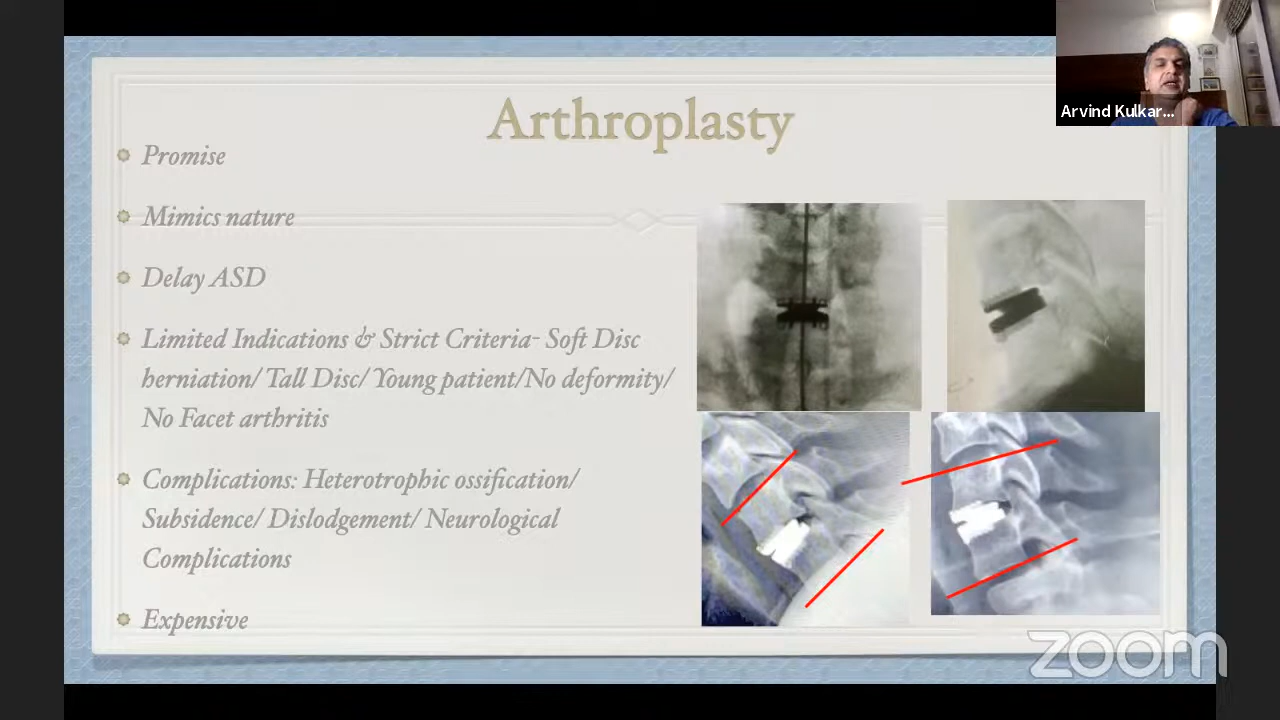 Arthroplasty
Promise
Mimics nature
Delay ASD
Limited Indications & Strict Criteria- Soft Disc
herniation/ Tall Disc/ Young patient/No deformity/
No Facet arthritis
Complications: Heterotrophic ossification/
Subsidence/ Dislodgement/ Neurological
Complications
Expensive
Arvind Kulkar...
zoom